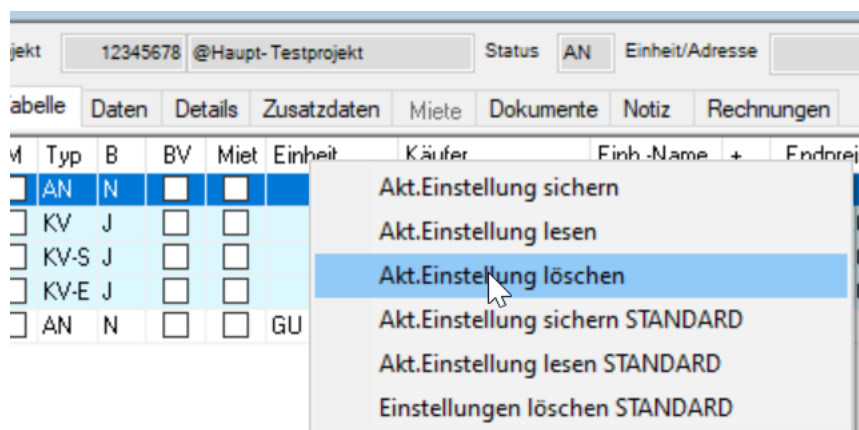 jekt 12345678 @Haupt- Testprojekt Status AN Einheit/Adresse
Tabelle Daten Details Zusatzdaten Miete Dokumente Notiz Rechnungen
M Typ B BV Miet Einheit Käufer Einh.-Name + Endprei
AN N
KV J
KV-S J
KV-E J
AN N GU
Akt.Einstellung sichern
Akt.Einstellung lesen
Akt.Einstellung löschen
Akt.Einstellung sichern STANDARD
Akt.Einstellung lesen STANDARD
Einstellungen löschen STANDARD